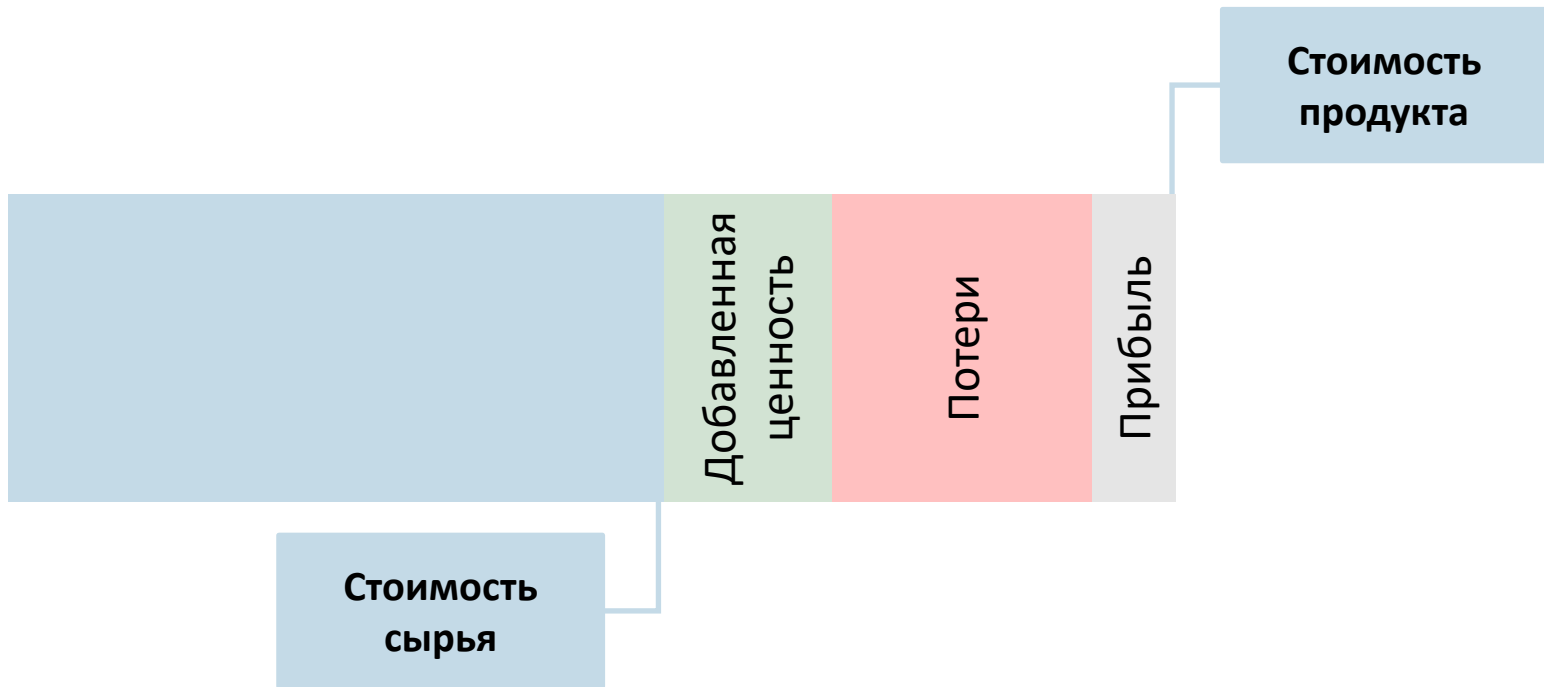 Стоимость
продукта
Добавленная
ценность
Потери
Прибыль
Стоимость
сырья